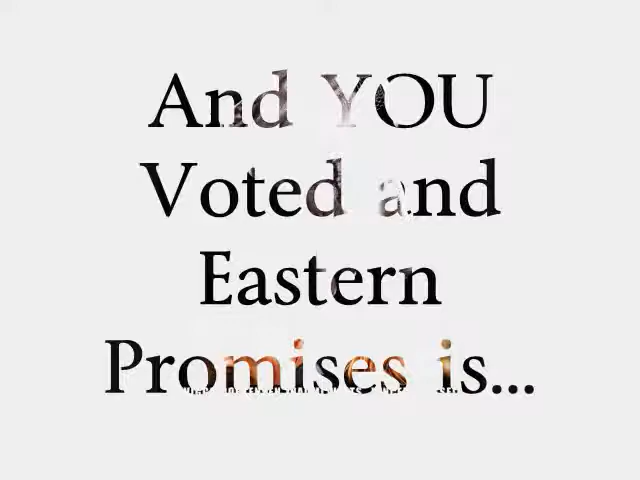 And YOU
Voted and
Eastern
Promises is...